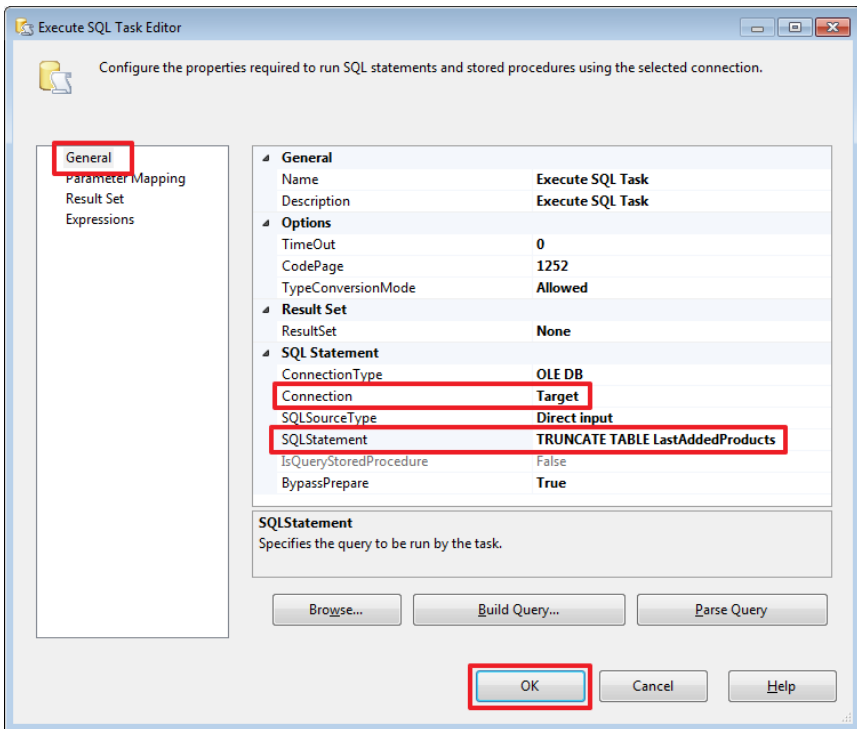 Execute SQL Task Editor
Configure the properties required to run SQL statements and stored procedures using the selected connection.
General
Parameter Mapping
Result Set
Expressions
General
Name Execute SQL Task
Description Execute SQL Task
Options
TimeOut 0
CodePage 1252
TypeConversionMode Allowed
Result Set
ResultSet None
SQL Statement
ConnectionType OLE DB
Connection Target
SQLSourceType Direct input
SQLStatement TRUNCATE TABLE LastAddedProducts
IsQueryStoredProcedure False
BypassPrepare True
SQLStatement
Specifies the query to be run by the task.
Browse... Build Query... Parse Query
OK Cancel Help